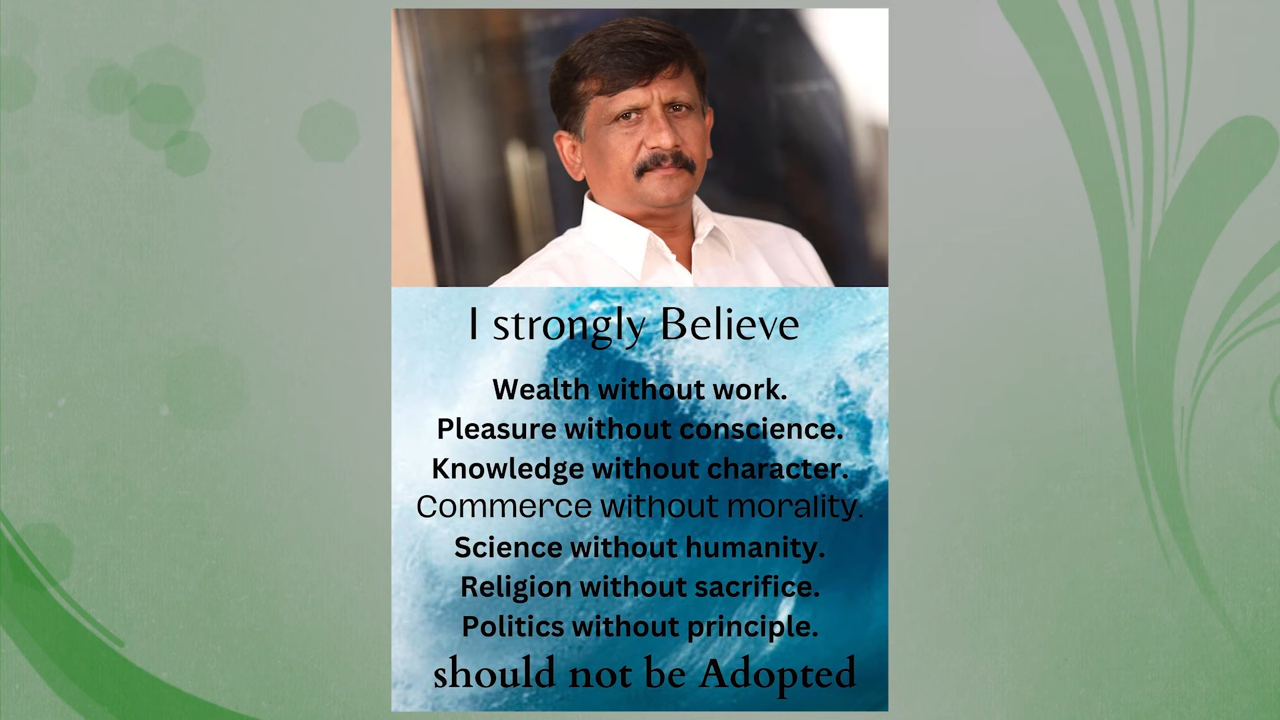 I strongly Believe
Wealth without work.
Pleasure without conscience.
Knowledge without character.
Commerce without morality.
Science without humanity.
Religion without sacrifice.
Politics without principle.
should not be Adopted